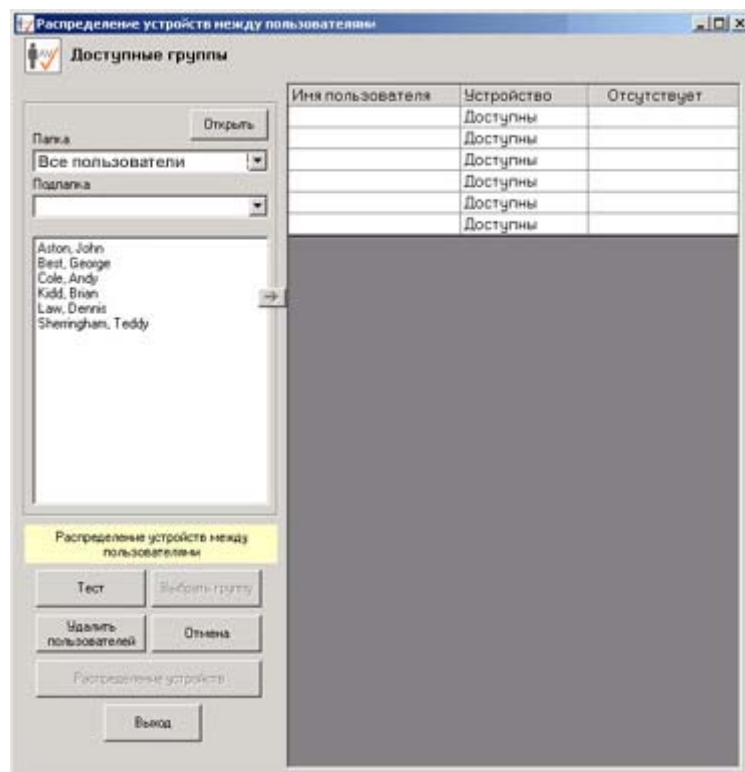 Распределение устройств между пользователями
Доступные группы
Имя пользователя Устройство Отсутствует
Доступны
Доступны
Доступны
Доступны
Доступны
Доступны
Открыть
Папка
Все пользователи
Подпапка
Aston, John
Best, George
Cole, Andy
Kidd, Brian
Law, Dennis
Sherringham, Teddy
Распределение устройств между
пользователями
Тест
Выбрать группу
Удалить
пользователей
Отмена
Распределение устройств
Выход